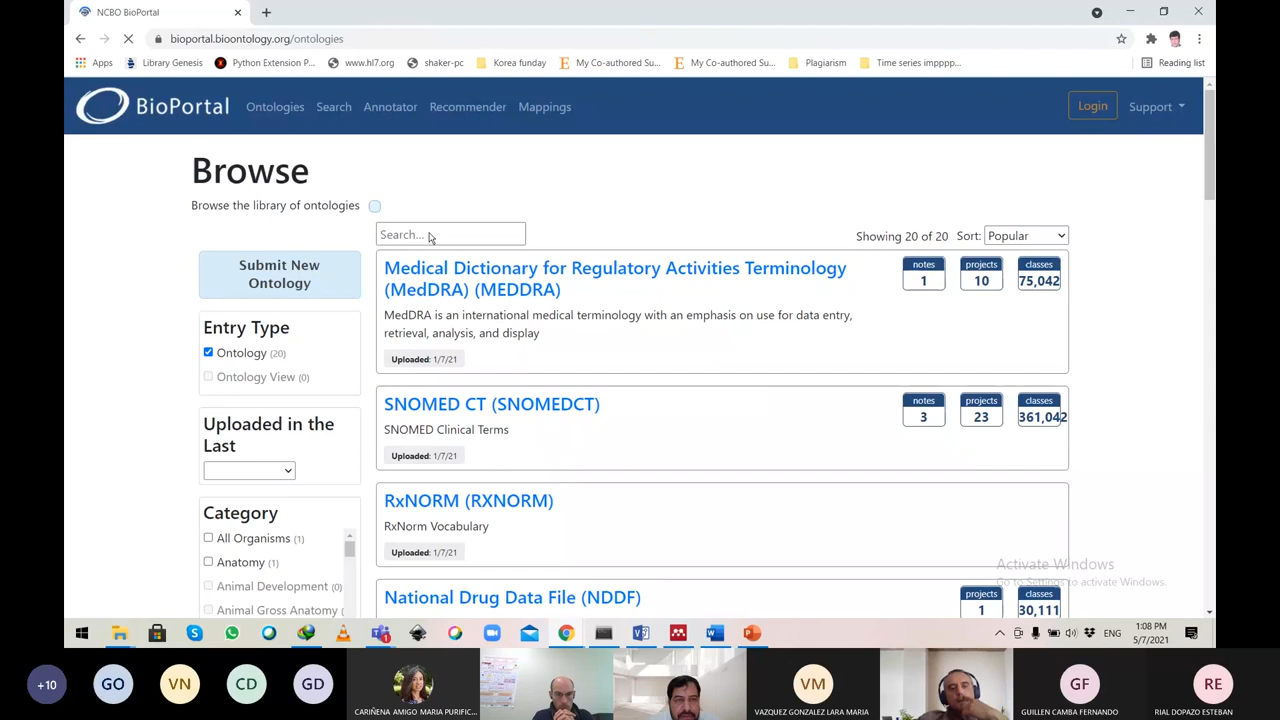 NCBO BioPortal
bioportal.bioontology.org/ontologies
Apps Library Genesis Python Extension P... www.hl7.org shaker-pc Korea funday My Co-authored Su... My Co-authored Su... Plagiarism Time series impppp... Reading list
BioPortal Ontologies Search Annotator Recommender Mappings Login Support
Browse
Browse the library of ontologies
Search...
Showing 20 of 20 Sort: Popular
Submit New
Ontology
Entry Type
Ontology (20)
Ontology View (0)
Uploaded in the
Last
Category
All Organisms (1)
Anatomy (1)
Animal Development (0)
Animal Gross Anatomy (
Medical Dictionary for Regulatory Activities Terminology
(MedDRA) (MEDDRA)
MedDRA is an international medical terminology with an emphasis on use for data entry,
retrieval, analysis, and display
Uploaded: 1/7/21
notes projects classes
1 10 75,042
SNOMED CT (SNOMEDCT)
SNOMED Clinical Terms
Uploaded: 1/7/21
notes projects classes
3 23 361,042
RxNORM (RXNORM)
RxNorm Vocabulary
Uploaded: 1/7/21
National Drug Data File (NDDF)
projects classes
1 30,111
Activate Windows
Go to Settings to activate Windows.
ENG
1:08 PM
5/7/2021
+10 GO VN CD GD VM GF RE
CARIÑENA AMIGO MARIA PURIFIC... VAZQUEZ GONZALEZ LARA MARIA GUILLEN CAMBA FERNANDO RIAL DOPAZO ESTEBAN